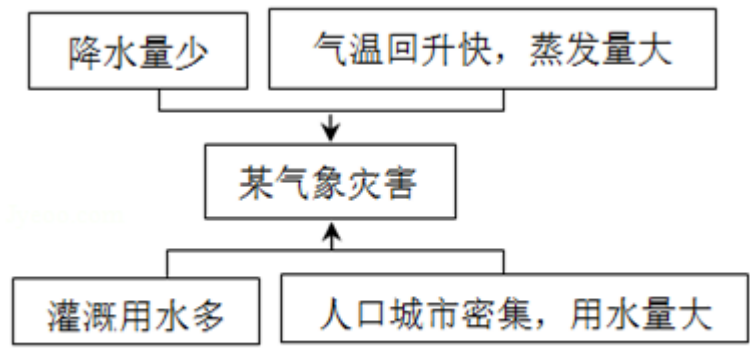 降水量少
气温回升快，蒸发量大
某气象灾害
灌溉用水多
人口城市密集，用水量大